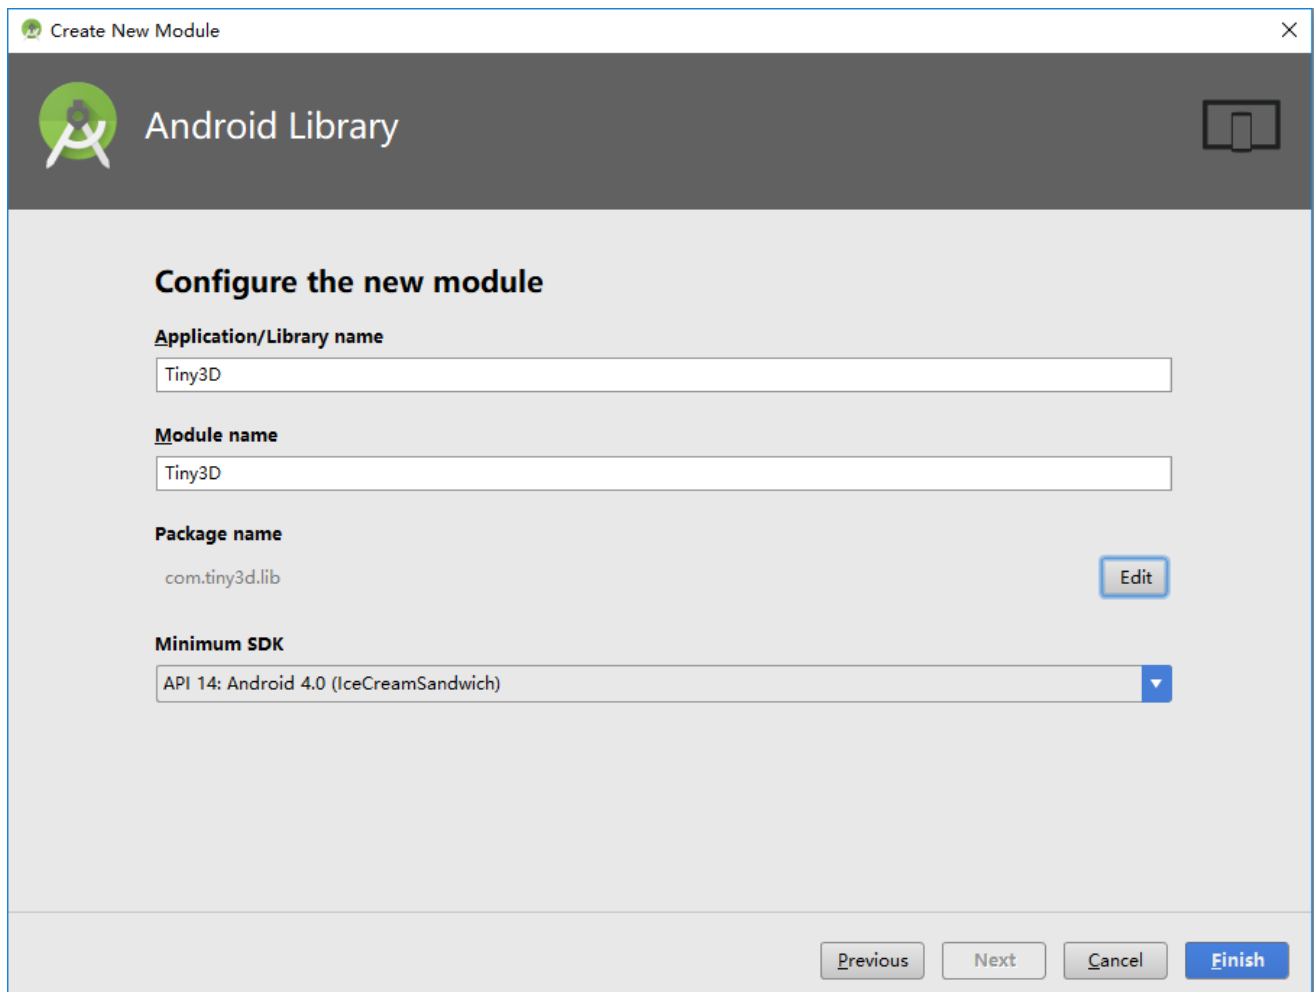 Create New Module
Android Library
Configure the new module
Application/Library name
Tiny3D
Module name
Tiny3D
Package name
com.tiny3d.lib
Edit
Minimum SDK
API 14: Android 4.0 (IceCreamSandwich)
Previous Next Cancel Finish